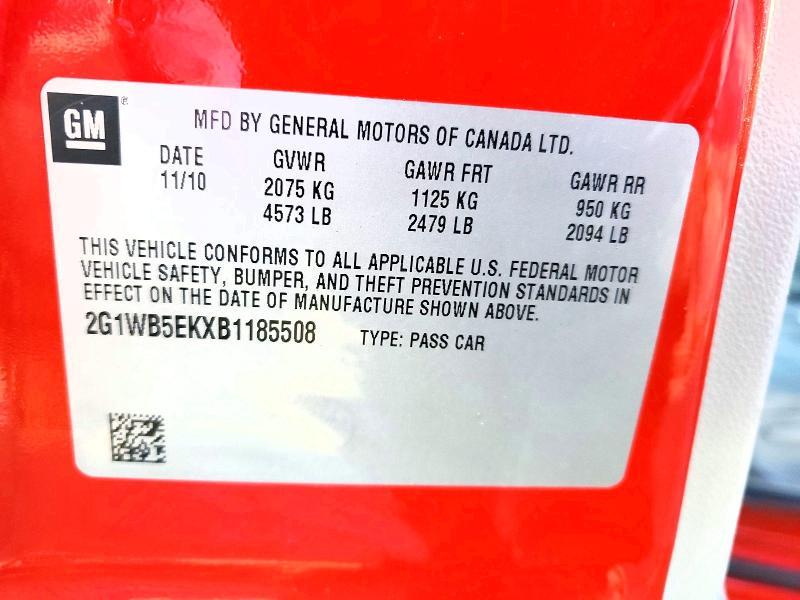 GM®
MFD BY GENERAL MOTORS OF CANADA LTD.
DATE GVWR GAWR FRT GAWR RR
11/10 2075 KG 1125 KG 950 KG
4573 LB 2479 LB 2094 LB
THIS VEHICLE CONFORMS TO ALL APPLICABLE U.S. FEDERAL MOTOR
VEHICLE SAFETY, BUMPER, AND THEFT PREVENTION STANDARDS IN
EFFECT ON THE DATE OF MANUFACTURE SHOWN ABOVE.
2G1WB5EKXB1185508 TYPE: PASS CAR